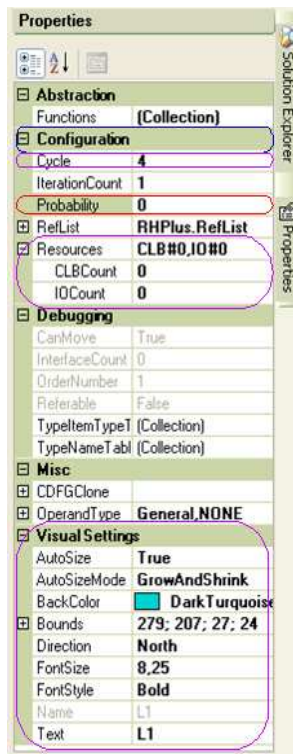 Properties
Abstraction
Functions (Collection)
Configuration
Cycle 4
IterationCount 1
Probability 0
RefList RHPlus.RefList
Resources CLB#0,IO#0
CLBCount 0
IOCount 0
Debugging
CanMove True
InterfaceCount 0
OrderNumber 1
Referable False
TypeItemTypeT (Collection)
TypeNameTabl (Collection)
Misc
CDFGClone
OperandType General,NONE
Visual Settings
AutoSize True
AutoSizeMode GrowAndShrink
BackColor DarkTurquoise
Bounds 279; 207; 27; 24
Direction North
FontSize 8,25
FontStyle Bold
Name L1
Text L1
Solution Explorer
Properties